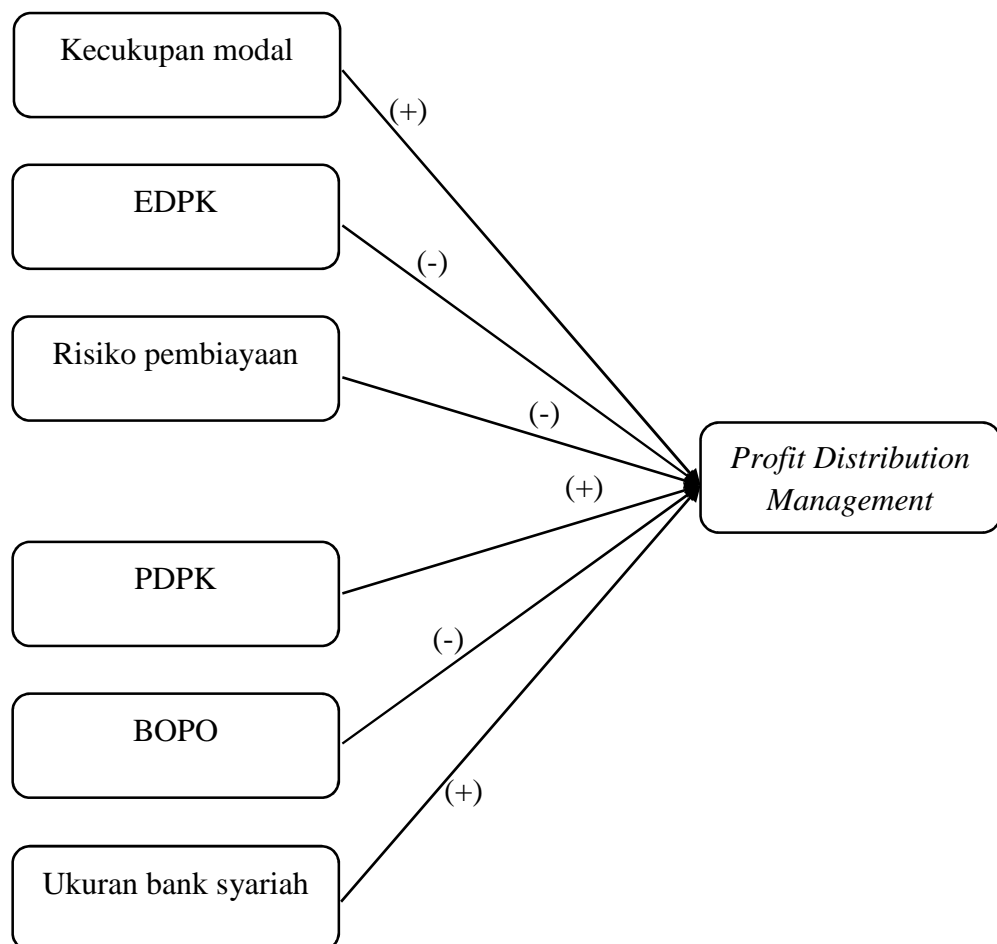 Kecukupan modal
(+)
EDPK
(-)
Risiko pembiayaan
(-)
Profit Distribution
Management
(+)
PDPK
(-)
BOPO
(+)
Ukuran bank syariah